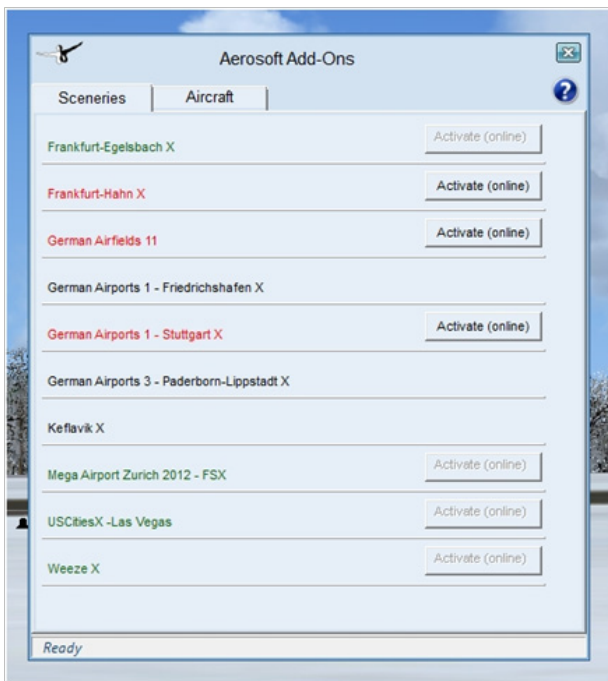 Aerosoft Add-Ons
Sceneries
Aircraft
Frankfurt-Egelsbach X
Activate (online)
Frankfurt-Hahn X
Activate (online)
German Airfields 11
Activate (online)
German Airports 1 - Friedrichshafen X
German Airports 1 - Stuttgart X
Activate (online)
German Airports 3 - Paderborn-Lippstadt X
Keflavik X
Mega Airport Zurich 2012 - FSX
Activate (online)
USCitiesX -Las Vegas
Activate (online)
Weeze X
Activate (online)
Ready